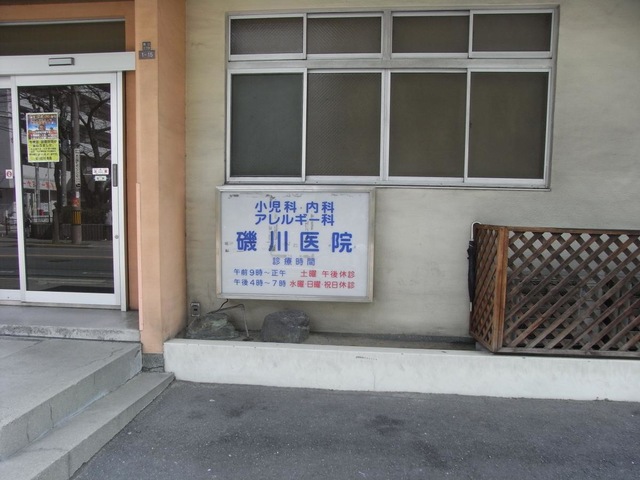 小児科 内科
アレルギー科
磯川医院
診療時間
午前9時〜正午 土曜 午後休診
午後4時〜7時 水曜・日曜・祝日休診